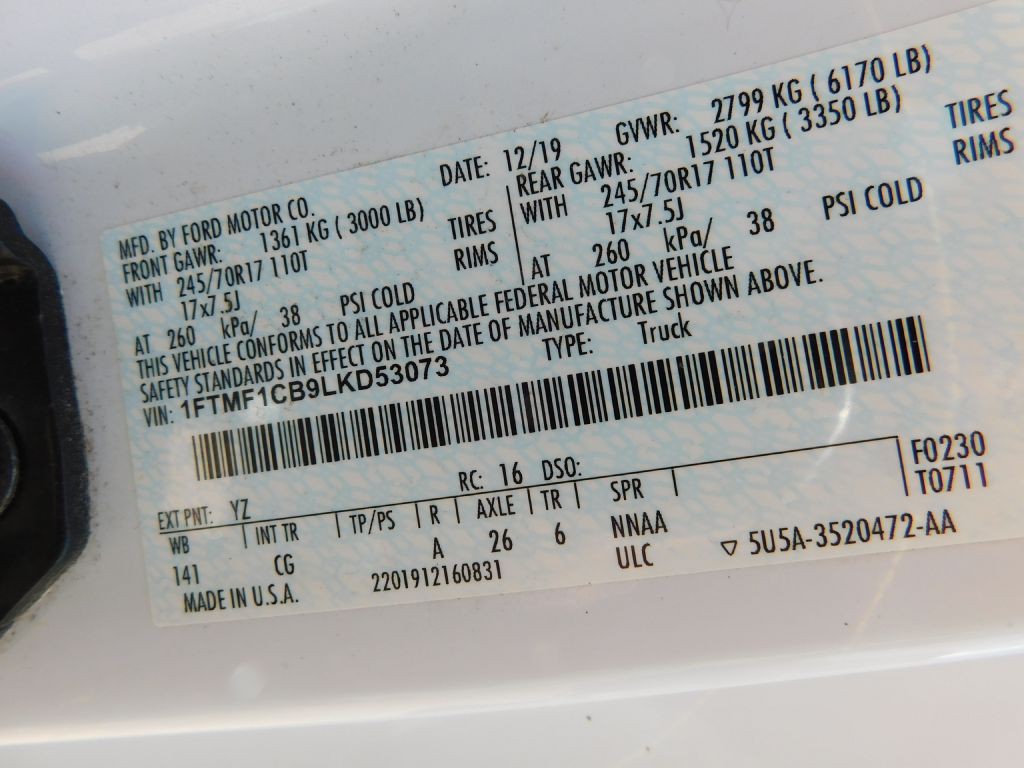 MFD. BY FORD MOTOR CO.
DATE: 12/19
GVWR: 2799 KG ( 6170 LB)
FRONT GAWR: 1361 KG ( 3000 LB)
REAR GAWR: 1520 KG ( 3350 LB)
WITH 245/70R17 110T TIRES
WITH 245/70R17 110T TIRES
17x7.5J RIMS
17x7.5J RIMS
AT 260 kPa/ 38 PSI COLD
AT 260 kPa/ 38 PSI COLD
THIS VEHICLE CONFORMS TO ALL APPLICABLE FEDERAL MOTOR VEHICLE
SAFETY STANDARDS IN EFFECT ON THE DATE OF MANUFACTURE SHOWN ABOVE.
VIN: 1FTMF1CB9LKD53073
TYPE: Truck
EXT PNT: YZ RC: 16 DSO: F0230
WB INT TR TP/PS R AXLE TR SPR T0711
141 CG A 26 6 NNAA
MADE IN U.S.A. 2201912160831 ULC ▽ 5U5A-3520472-AA